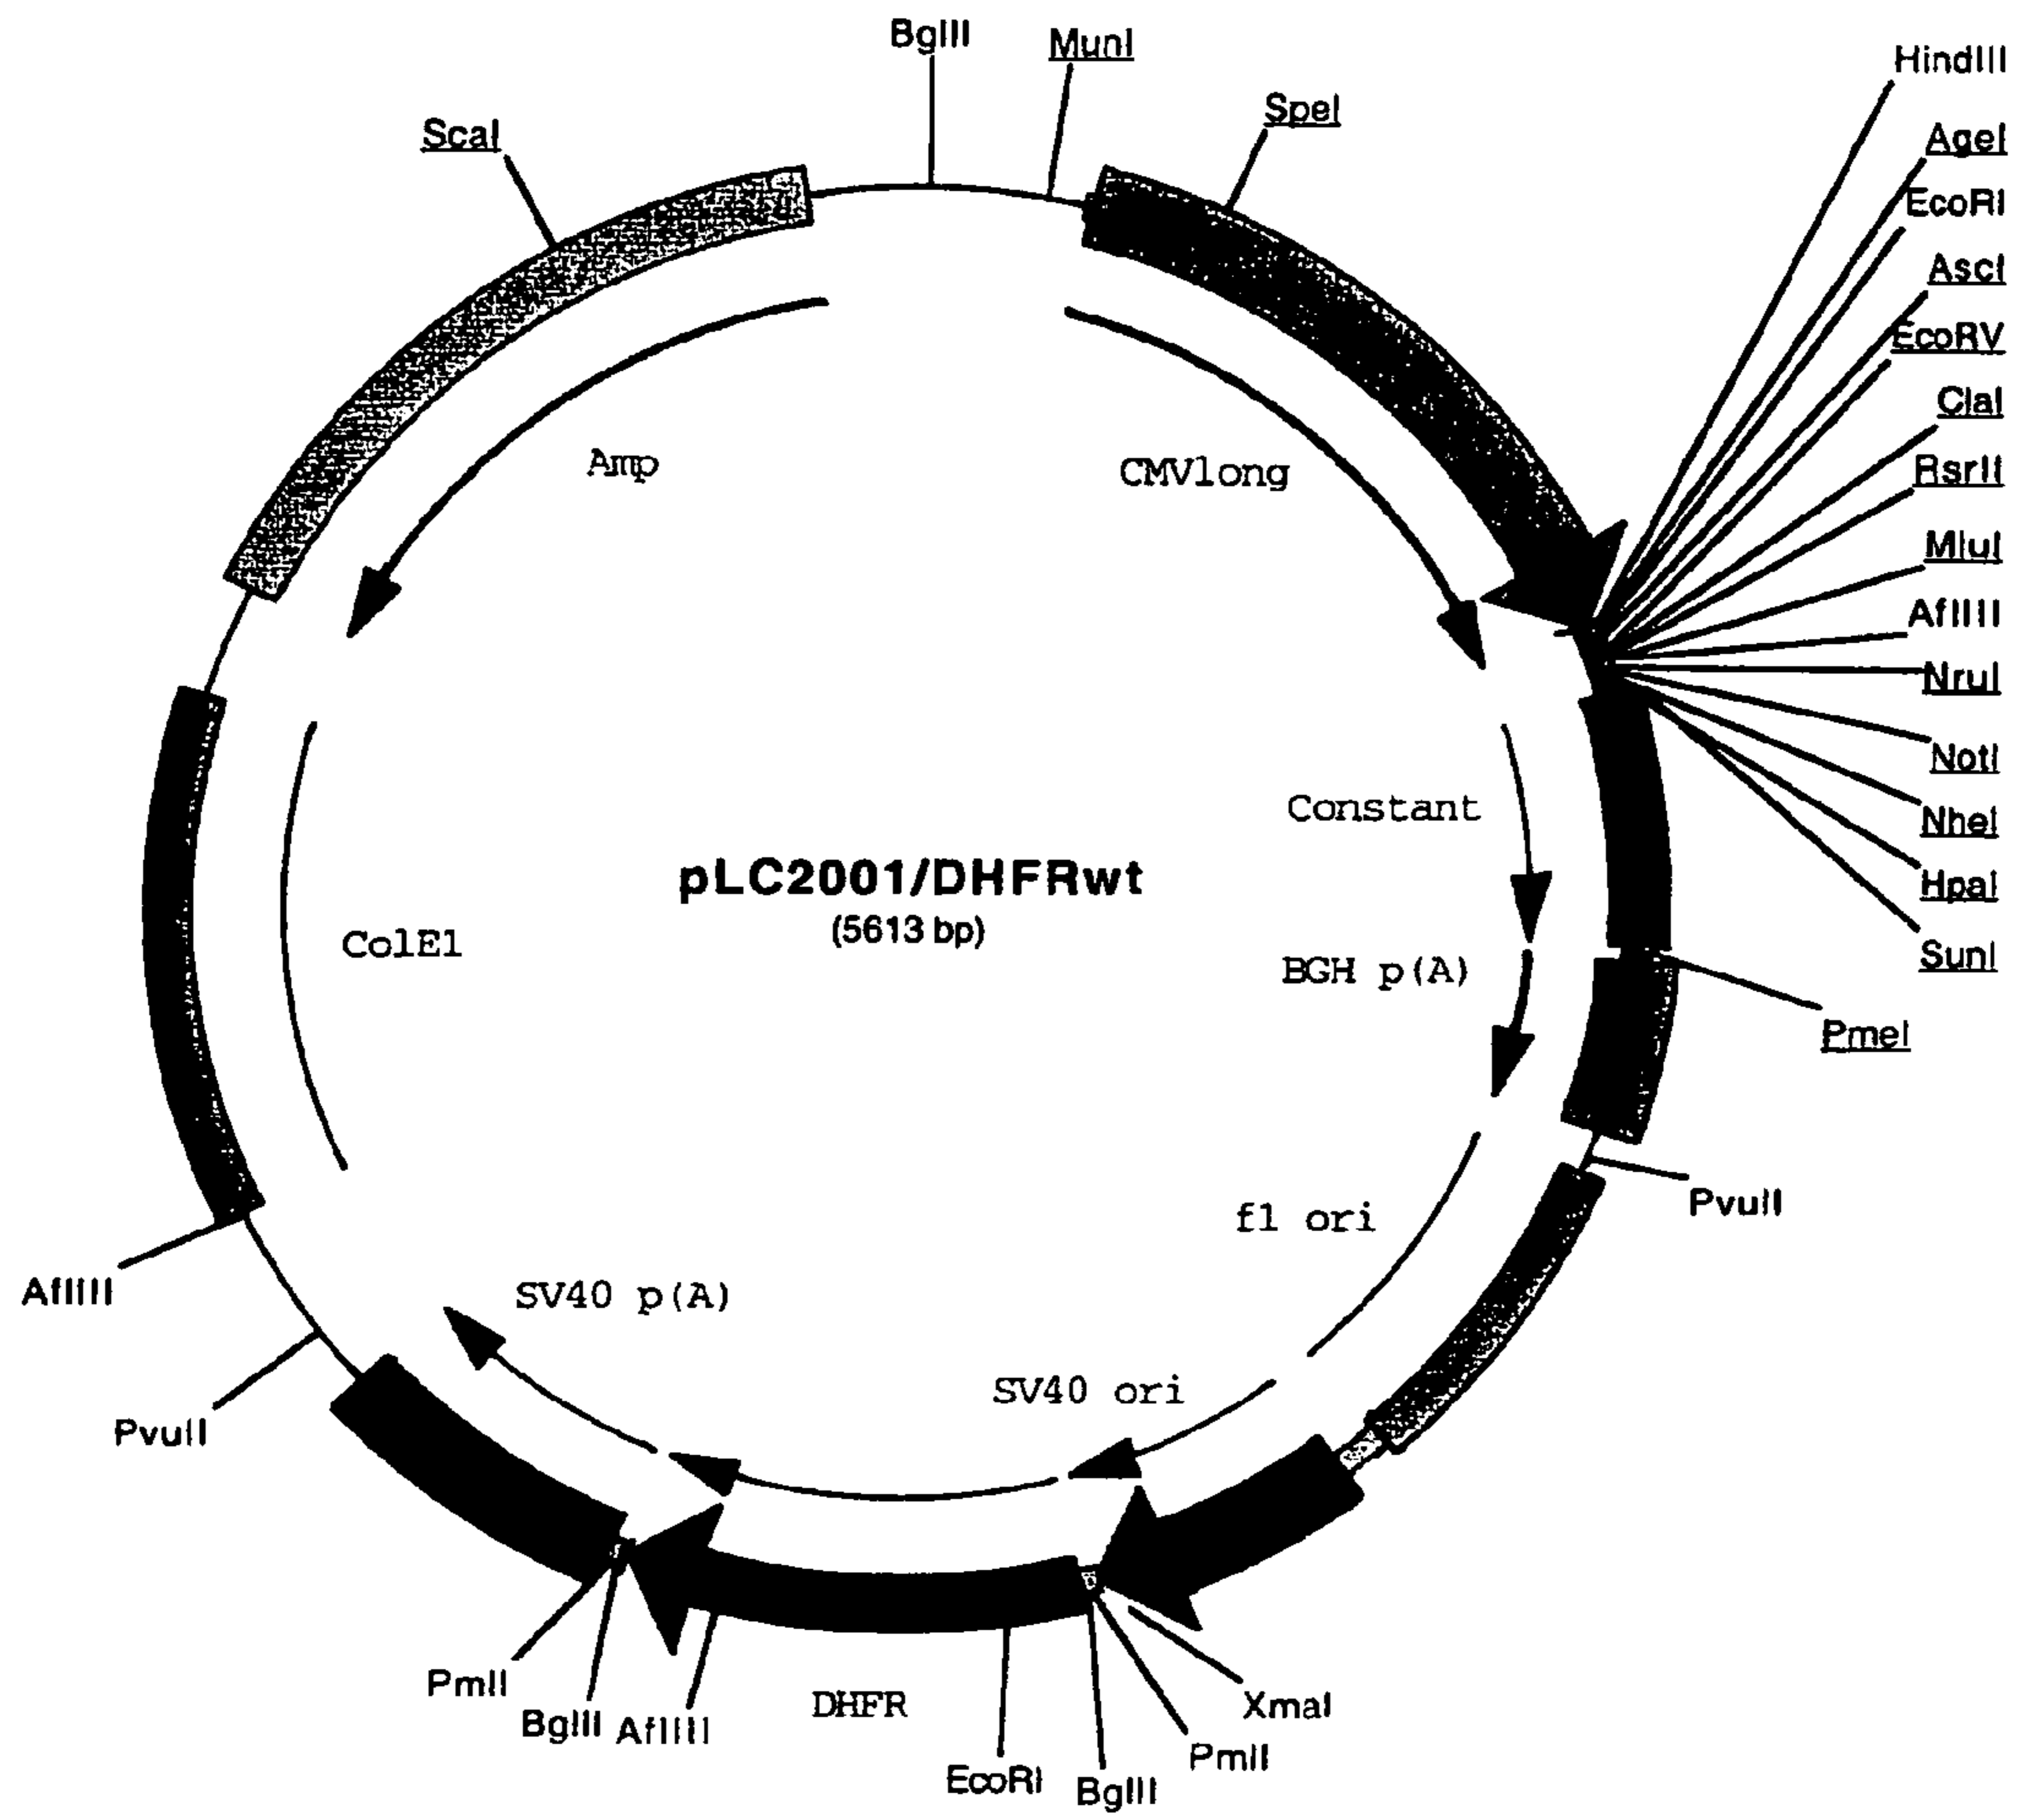 BglII
MunI
SpeI
ScaI
HindIII
AgeI
EcoRI
AscI
EcoRV
ClaI
RsrII
MluI
AflIII
NruI
NotI
NheI
HpaI
SunI
PmeI
PvuII
Amp
CMVlong
Constant
pLC2001/DHFRwt
(5613 bp)
ColE1
BGH p(A)
f1 ori
SV40 p(A)
SV40 ori
AflIII
PvuII
PmlI
BglII
AflIII
DHFR
EcoRI
BglII
PmlI
XmaI